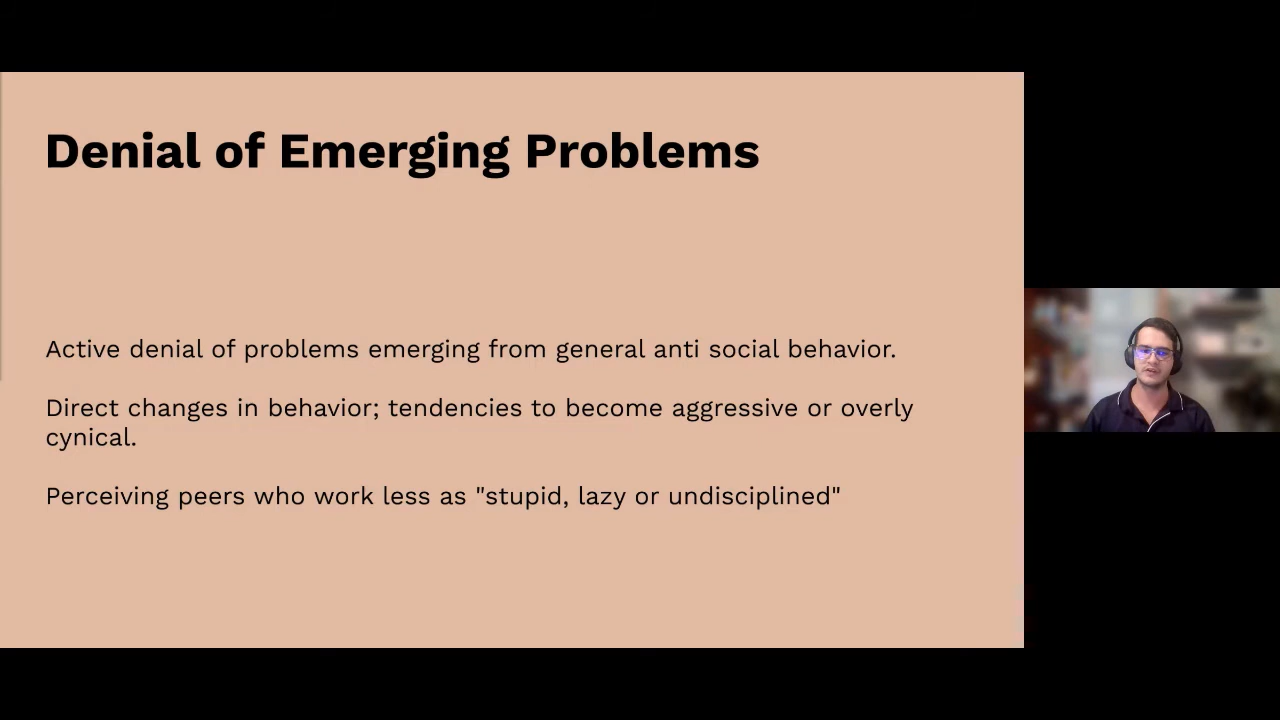 Denial of Emerging Problems
Active denial of problems emerging from general anti social behavior.
Direct changes in behavior; tendencies to become aggressive or overly
cynical.
Perceiving peers who work less as "stupid, lazy or undisciplined"